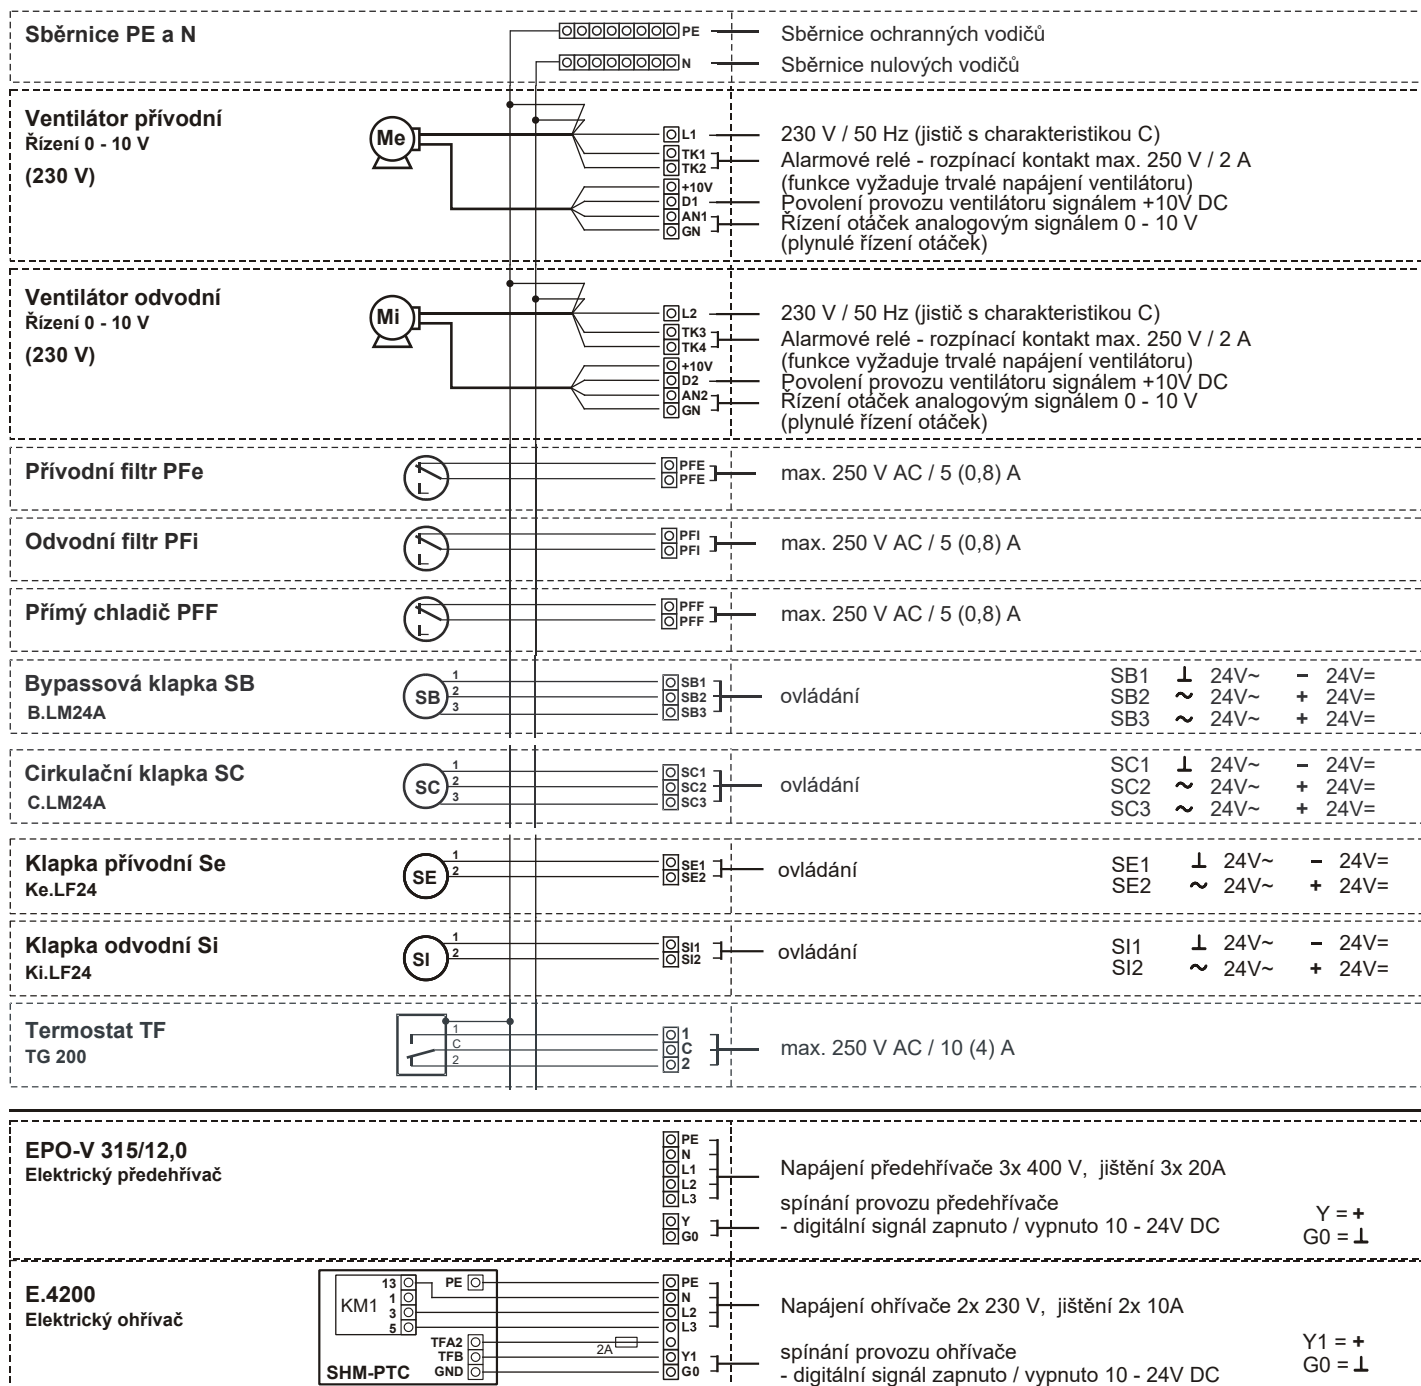 Sběrnice PE a N
PE
Sběrnice ochranných vodičů
N
Sběrnice nulových vodičů
Ventilátor přívodní
Řízení 0 - 10 V
(230 V)
Me
L1
230 V / 50 Hz (jistič s charakteristikou C)
TK1
TK2
Alarmové relé - rozpínací kontakt max. 250 V / 2 A
(funkce vyžaduje trvalé napájení ventilátoru)
+10V
D1
Povolení provozu ventilátoru signálem +10V DC
AN1
GN
Řízení otáček analogovým signálem 0 - 10 V
(plynulé řízení otáček)
Ventilátor odvodní
Řízení 0 - 10 V
(230 V)
Mi
L2
230 V / 50 Hz (jistič s charakteristikou C)
TK3
TK4
Alarmové relé - rozpínací kontakt max. 250 V / 2 A
(funkce vyžaduje trvalé napájení ventilátoru)
+10V
D2
Povolení provozu ventilátoru signálem +10V DC
AN2
GN
Řízení otáček analogovým signálem 0 - 10 V
(plynulé řízení otáček)
Přívodní filtr PFe
PFE
PFE
max. 250 V AC / 5 (0,8) A
Odvodní filtr PFi
PFI
PFI
max. 250 V AC / 5 (0,8) A
Přímý chladič PFF
PFF
PFF
max. 250 V AC / 5 (0,8) A
Bypassová klapka SB
B.LM24A
SB
1
2
3
SB1
SB2
SB3
ovládání
SB1 ⊥ 24V~ – 24V=
SB2 ~ 24V~ + 24V=
SB3 ~ 24V~ + 24V=
Cirkulační klapka SC
C.LM24A
SC
1
2
3
SC1
SC2
SC3
ovládání
SC1 ⊥ 24V~ – 24V=
SC2 ~ 24V~ + 24V=
SC3 ~ 24V~ + 24V=
Klapka přívodní Se
Ke.LF24
SE
1
2
SE1
SE2
ovládání
SE1 ⊥ 24V~ – 24V=
SE2 ~ 24V~ + 24V=
Klapka odvodní Si
Ki.LF24
SI
1
2
SI1
SI2
ovládání
SI1 ⊥ 24V~ – 24V=
SI2 ~ 24V~ + 24V=
Termostat TF
TG 200
1
C
2
1
C
2
max. 250 V AC / 10 (4) A
EPO-V 315/12,0
Elektrický předehřívač
PE
N
L1
L2
L3
Napájení předehřívače 3x 400 V, jištění 3x 20A
Y
G0
spínání provozu předehřívače
- digitální signál zapnuto / vypnuto 10 - 24V DC
Y = +
G0 = ⊥
E.4200
Elektrický ohřívač
KM1
13
1
3
5
PE
TFA2
TFB
GND
SHM-PTC
2A
PE
N
L2
L3
Y1
G0
Napájení ohřívače 2x 230 V, jištění 2x 10A
spínání provozu ohřívače
- digitální signál zapnuto / vypnuto 10 - 24V DC
Y1 = +
G0 = ⊥